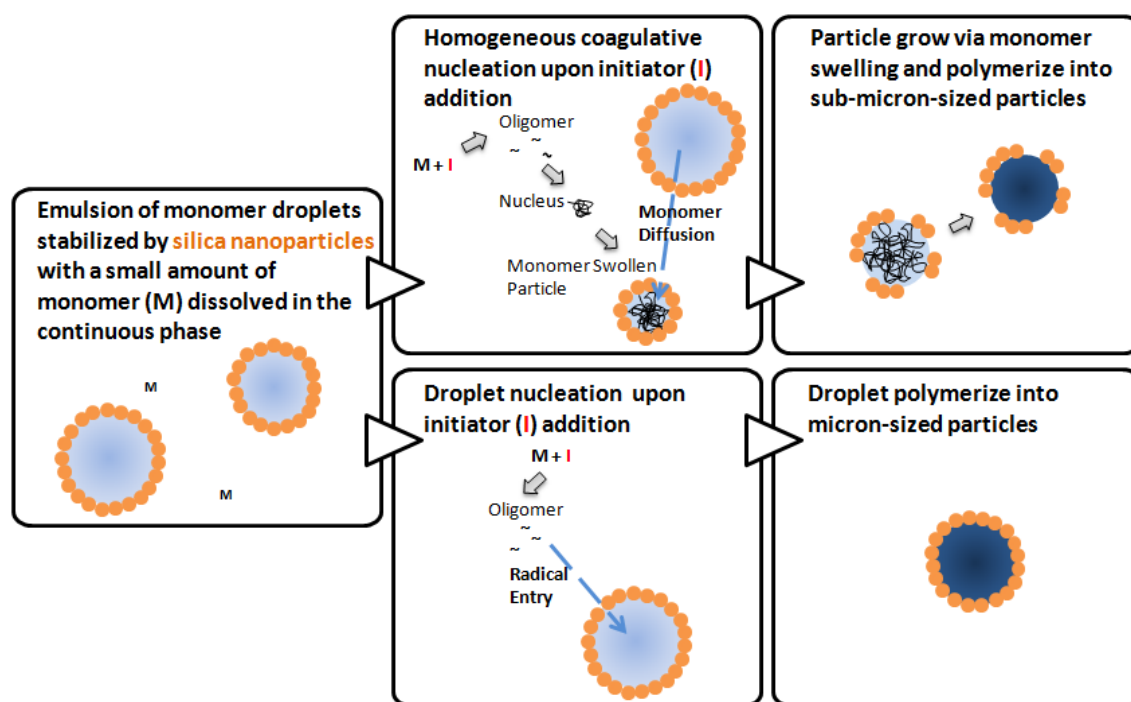 Emulsion of monomer droplets
stabilized by silica nanoparticles
with a small amount of
monomer (M) dissolved in the
continuous phase
M
M
Homogeneous coagulative
nucleation upon initiator (I)
addition
Oligomer
~
~ ~
M + I
Nucleus
Monomer
Diffusion
Monomer Swollen
Particle
Particle grow via monomer
swelling and polymerize into
sub-micron-sized particles
Droplet nucleation upon
initiator (I) addition
M + I
Oligomer
~
~ ~
Radical
Entry
Droplet polymerize into
micron-sized particles